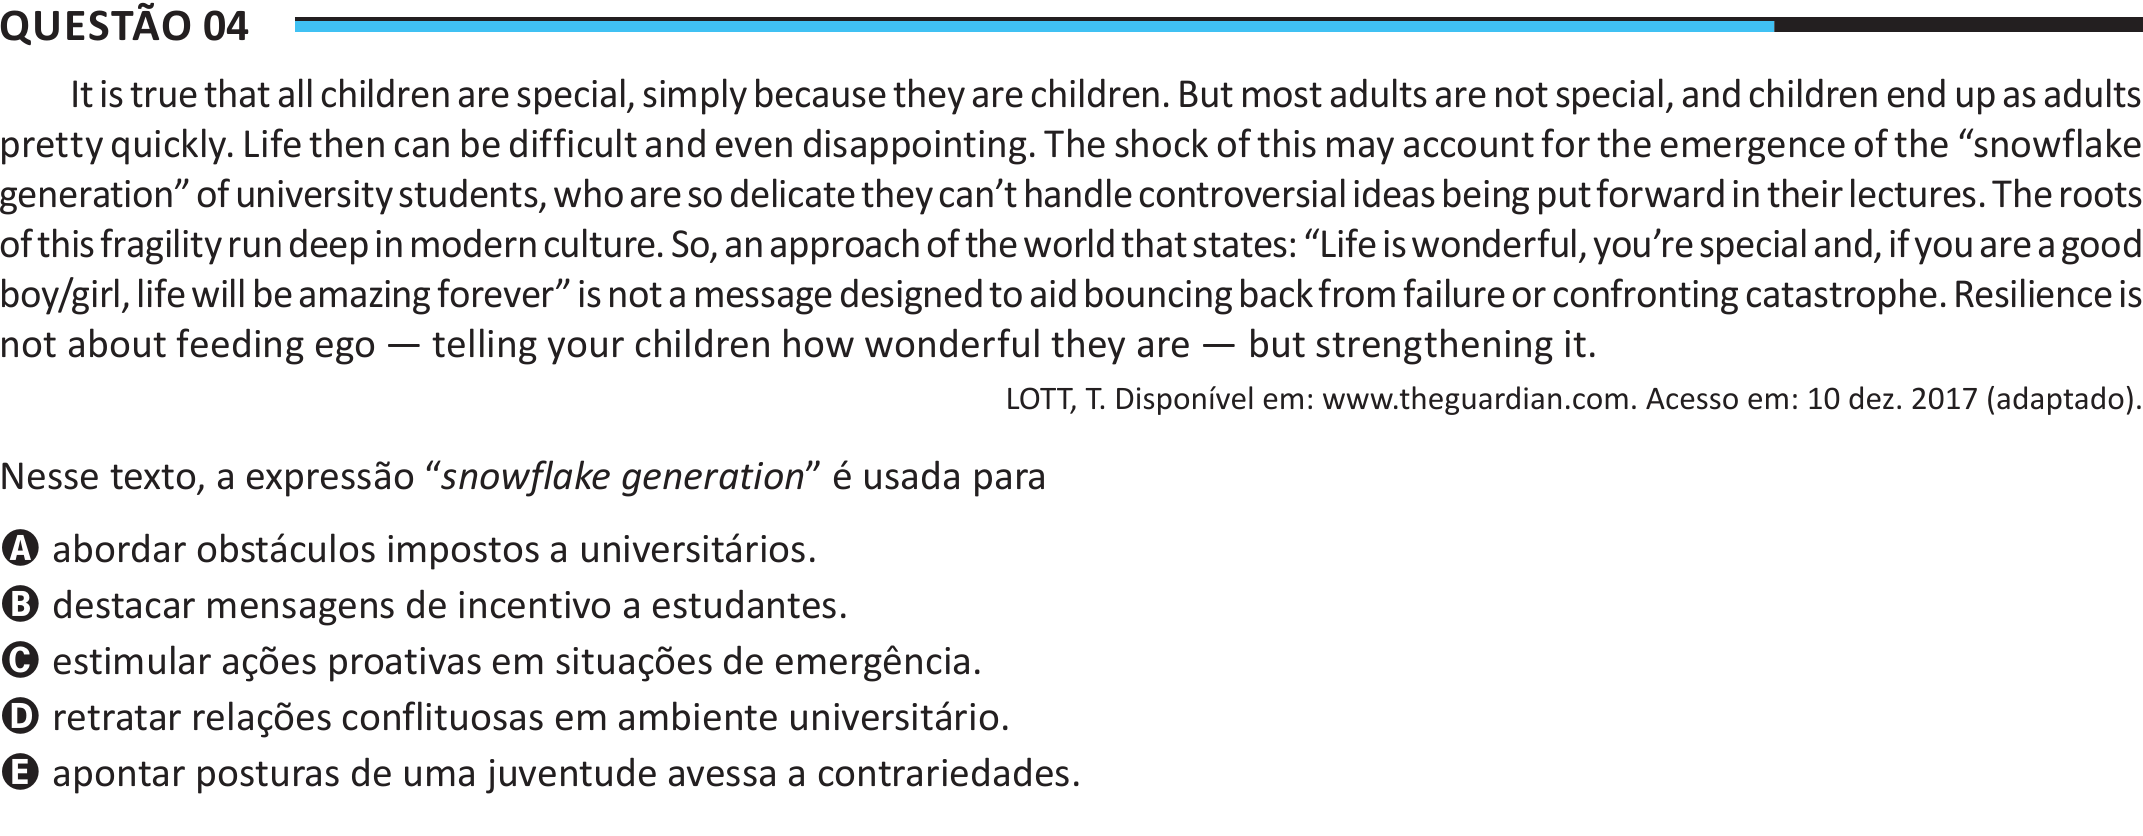 QUESTÃO 04
It is true that all children are special, simply because they are children. But most adults are not special, and children end up as adults
pretty quickly. Life then can be difficult and even disappointing. The shock of this may account for the emergence of the “snowflake
generation” of university students, who are so delicate they can’t handle controversial ideas being put forward in their lectures. The roots
of this fragility run deep in modern culture. So, an approach of the world that states: “Life is wonderful, you’re special and, if you are a good
boy/girl, life will be amazing forever” is not a message designed to aid bouncing back from failure or confronting catastrophe. Resilience is
not about feeding ego — telling your children how wonderful they are — but strengthening it.
LOTT, T. Disponível em: www.theguardian.com. Acesso em: 10 dez. 2017 (adaptado).
Nesse texto, a expressão “snowflake generation” é usada para
A abordar obstáculos impostos a universitários.
B destacar mensagens de incentivo a estudantes.
C estimular ações proativas em situações de emergência.
D retratar relações conflituosas em ambiente universitário.
E apontar posturas de uma juventude avessa a contrariedades.